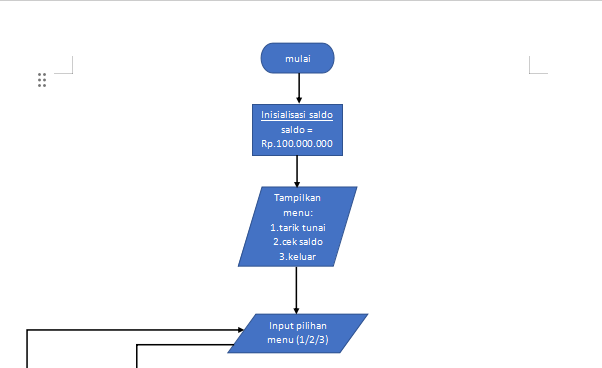 mulai
Inisialisasi saldo
saldo =
Rp.100.000.000
Tampilkan
menu:
1.tarik tunai
2.cek saldo
3.keluar
Input pilihan
menu (1/2/3)